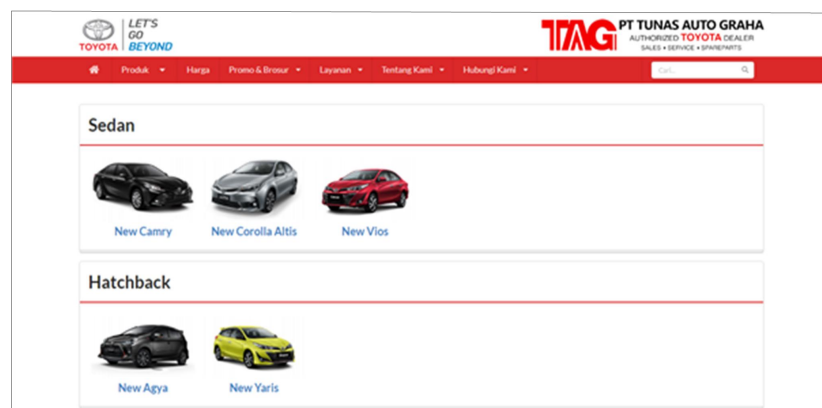 TOYOTA
LET'S
GO
BEYOND
TAG PT TUNAS AUTO GRAHA
AUTHORIZED TOYOTA DEALER
SALES • SERVICE • SPAREPARTS
Produk Harga Promo & Brosur Layanan Tentang Kami Hubungi Kami Cari...
Sedan
New Camry New Corolla Altis New Vios
Hatchback
New Agya New Yaris